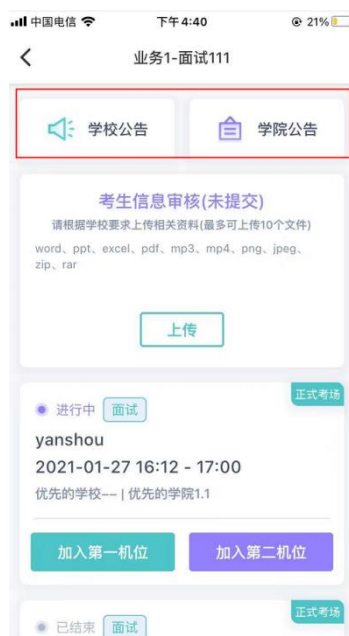 中国电信 下午4:40 21%
业务1-面试111
学校公告 学院公告
考生信息审核(未提交)
请根据学校要求上传相关资料(最多可上传10个文件)
word、ppt、excel、pdf、mp3、mp4、png、jpeg、
zip、rar
上传
正式考场
进行中 面试
yanshou
2021-01-27 16:12 - 17:00
优先的学校-- | 优先的学院1.1
加入第一机位 加入第二机位
正式考场
已结束 面试